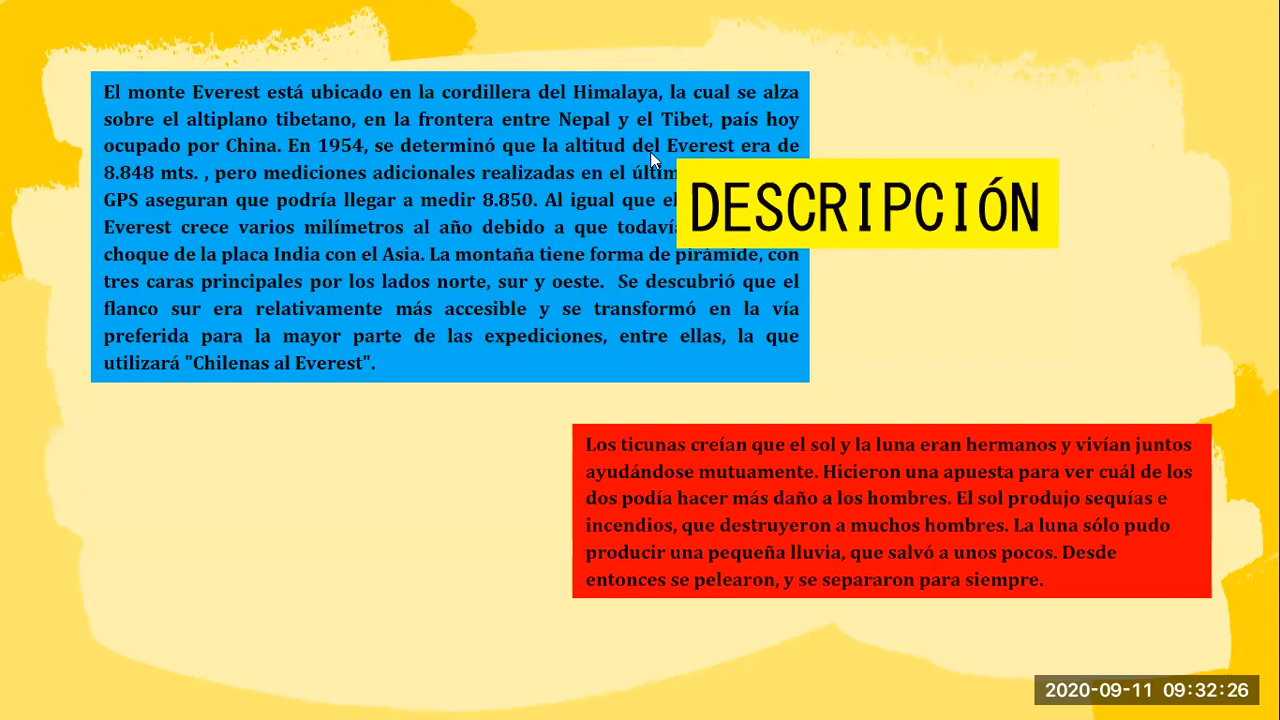 El monte Everest está ubicado en la cordillera del Himalaya, la cual se alza
sobre el altiplano tibetano, en la frontera entre Nepal y el Tibet, país hoy
ocupado por China. En 1954, se determinó que la altitud del Everest era de
8.848 mts. , pero mediciones adicionales realizadas en el
GPS aseguran que podría llegar a medir 8.850. Al igual que
Everest crece varios milímetros al año debido a que
choque de la placa India con el Asia. La montaña tiene forma de pirámide, con
tres caras principales por los lados norte, sur y oeste. Se descubrió que el
flanco sur era relativamente más accesible y se transformó en la vía
preferida para la mayor parte de las expediciones, entre ellas, la que
utilizará "Chilenas al Everest".
DESCRIPCIÓN
Los ticunas creían que el sol y la luna eran hermanos y vivían juntos
ayudándose mutuamente. Hicieron una apuesta para ver cuál de los
dos podía hacer más daño a los hombres. El sol produjo sequías e
incendios, que destruyeron a muchos hombres. La luna sólo pudo
producir una pequeña lluvia, que salvó a unos pocos. Desde
entonces se pelearon, y se separaron para siempre.
2020-09-11 09:32:26